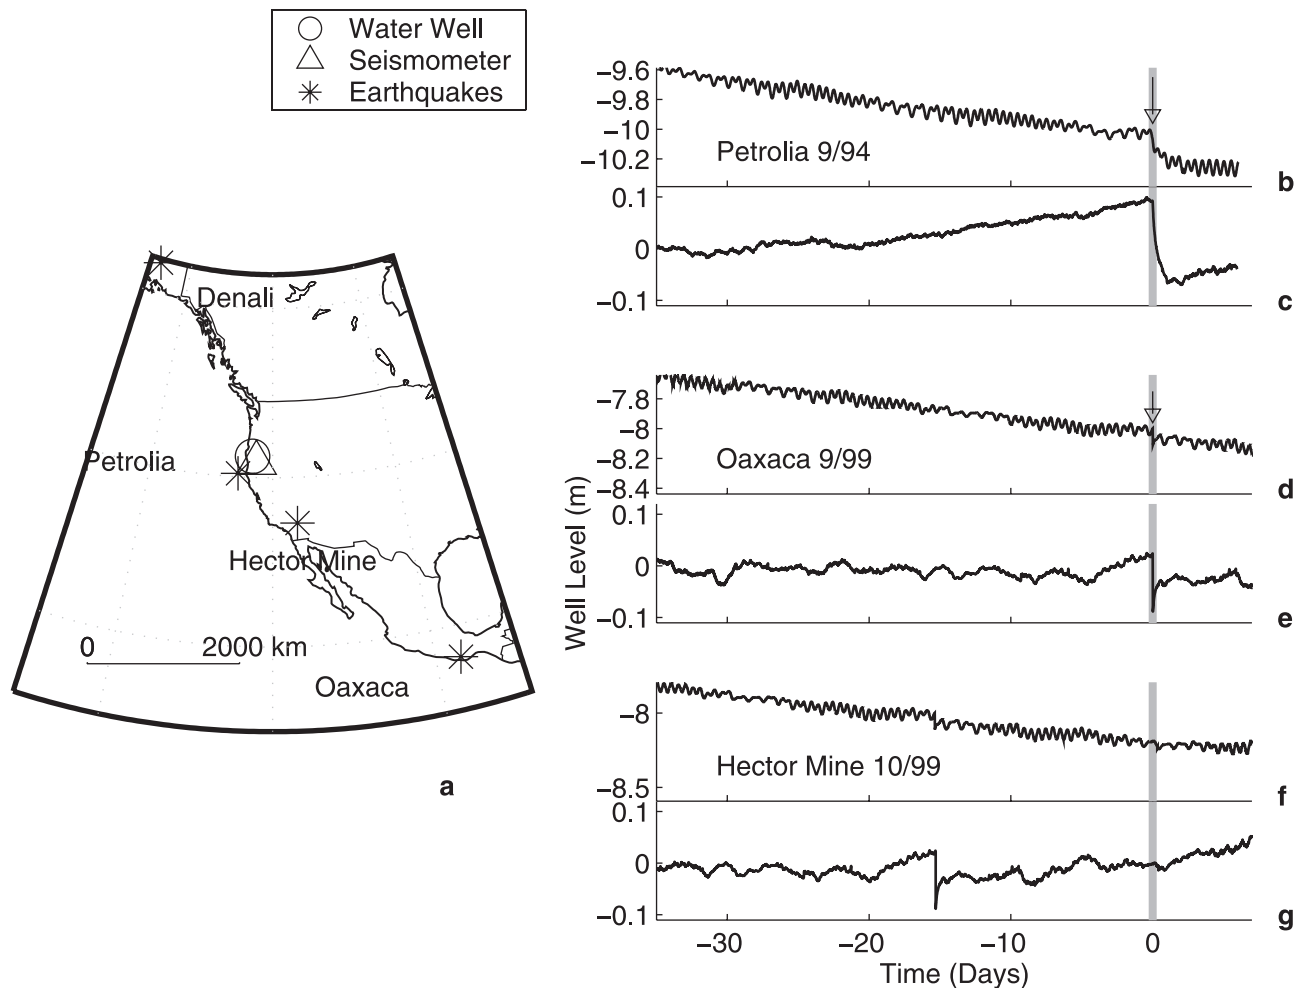 Water Well
Seismometer
Earthquakes
Denali
Petrolia
Hector Mine
0 2000 km
Oaxaca
a
−9.6
−9.8
−10
−10.2
Petrolia 9/94
b
0.1
0
−0.1
c
−7.8
−8
−8.2
−8.4
Oaxaca 9/99
d
Well Level (m)
0.1
0
−0.1
e
−8
−8.5
Hector Mine 10/99
f
0.1
0
−0.1
g
−30 −20 −10 0
Time (Days)